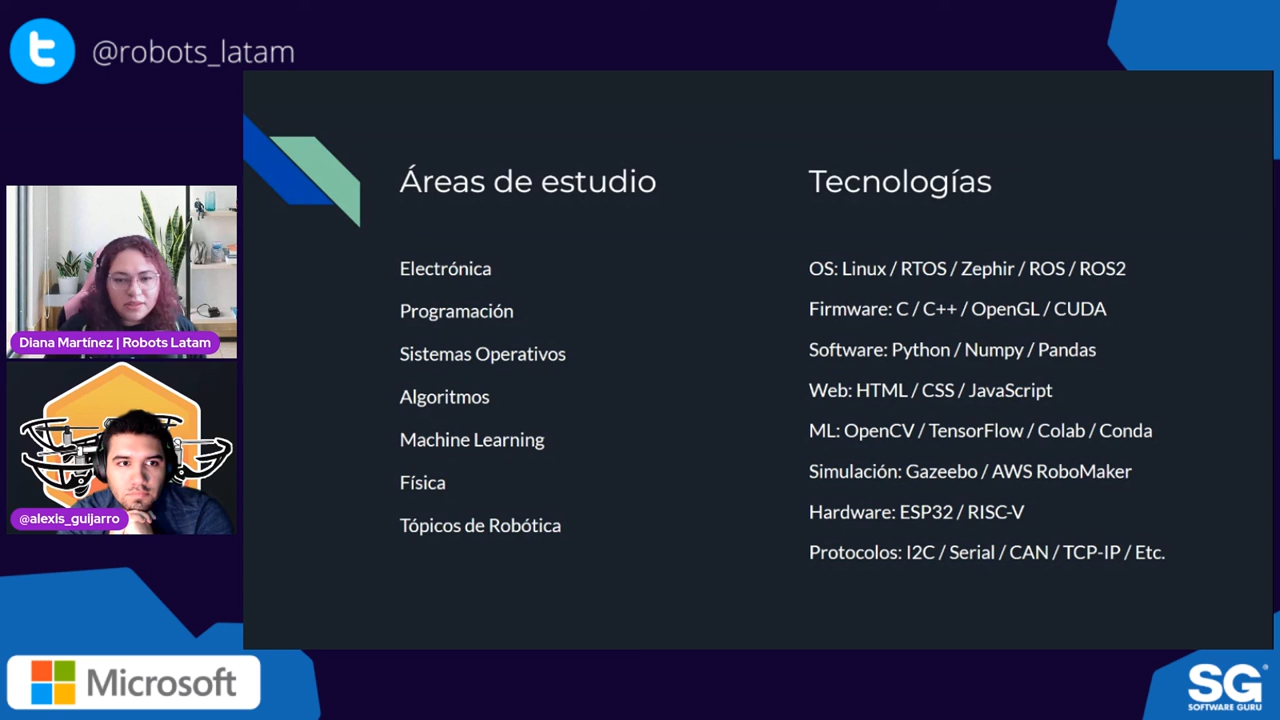 @robots_latam
Áreas de estudio
Electrónica
Programación
Sistemas Operativos
Algoritmos
Machine Learning
Física
Tópicos de Robótica
Tecnologías
OS: Linux / RTOS / Zephir / ROS / ROS2
Firmware: C / C++ / OpenGL / CUDA
Software: Python / Numpy / Pandas
Web: HTML / CSS / JavaScript
ML: OpenCV / TensorFlow / Colab / Conda
Simulación: Gazeebo / AWS RoboMaker
Hardware: ESP32 / RISC-V
Protocolos: I2C / Serial / CAN / TCP-IP / Etc.
Diana Martínez | Robots Latam
@alexis_guijarro
Microsoft
SG®
SOFTWARE GURU